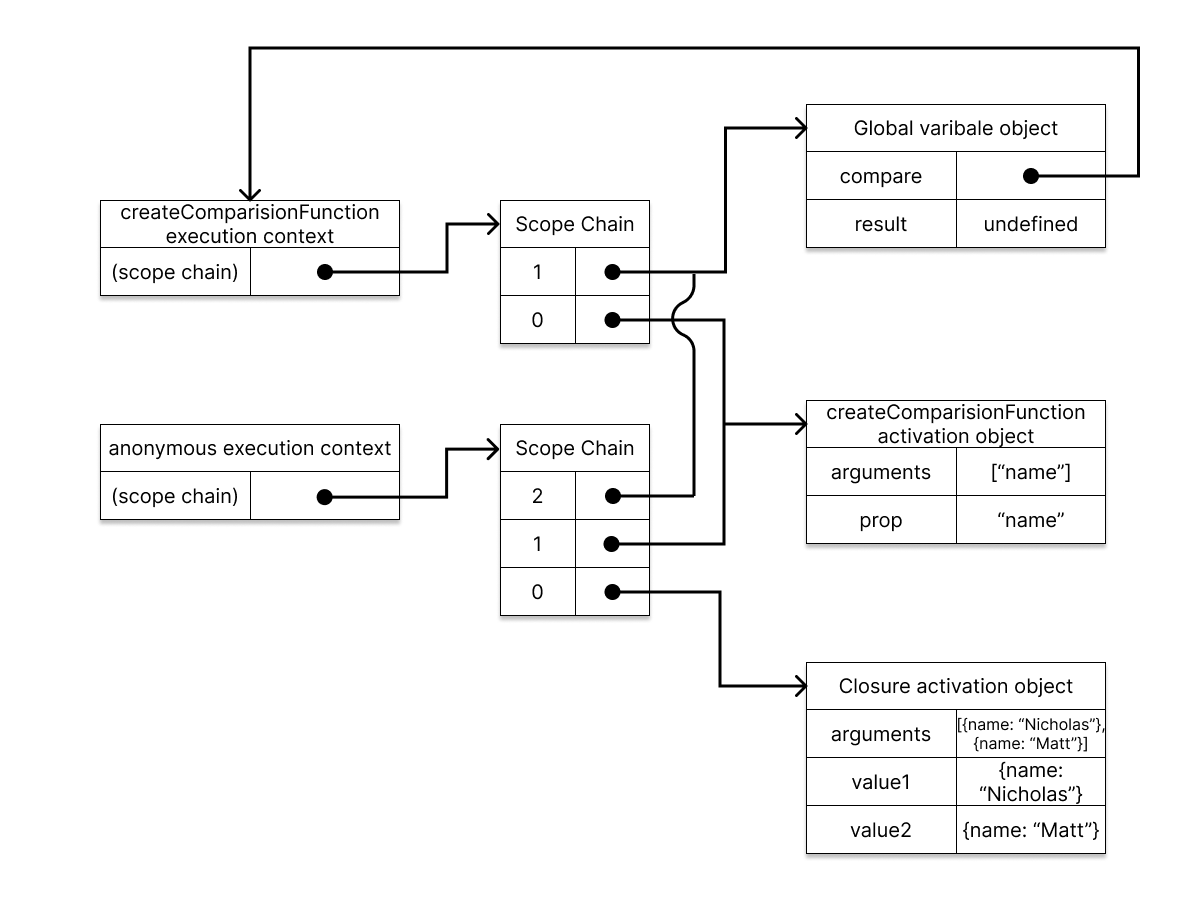 Global varibale object
compare
result
undefined
createComparisionFunction
execution context
(scope chain)
Scope Chain
1
0
anonymous execution context
(scope chain)
Scope Chain
2
1
0
createComparisionFunction
activation object
arguments
[“name”]
prop
“name”
Closure activation object
arguments
[{name: “Nicholas”},
{name: “Matt”}]
value1
{name:
“Nicholas”}
value2
{name: “Matt”}